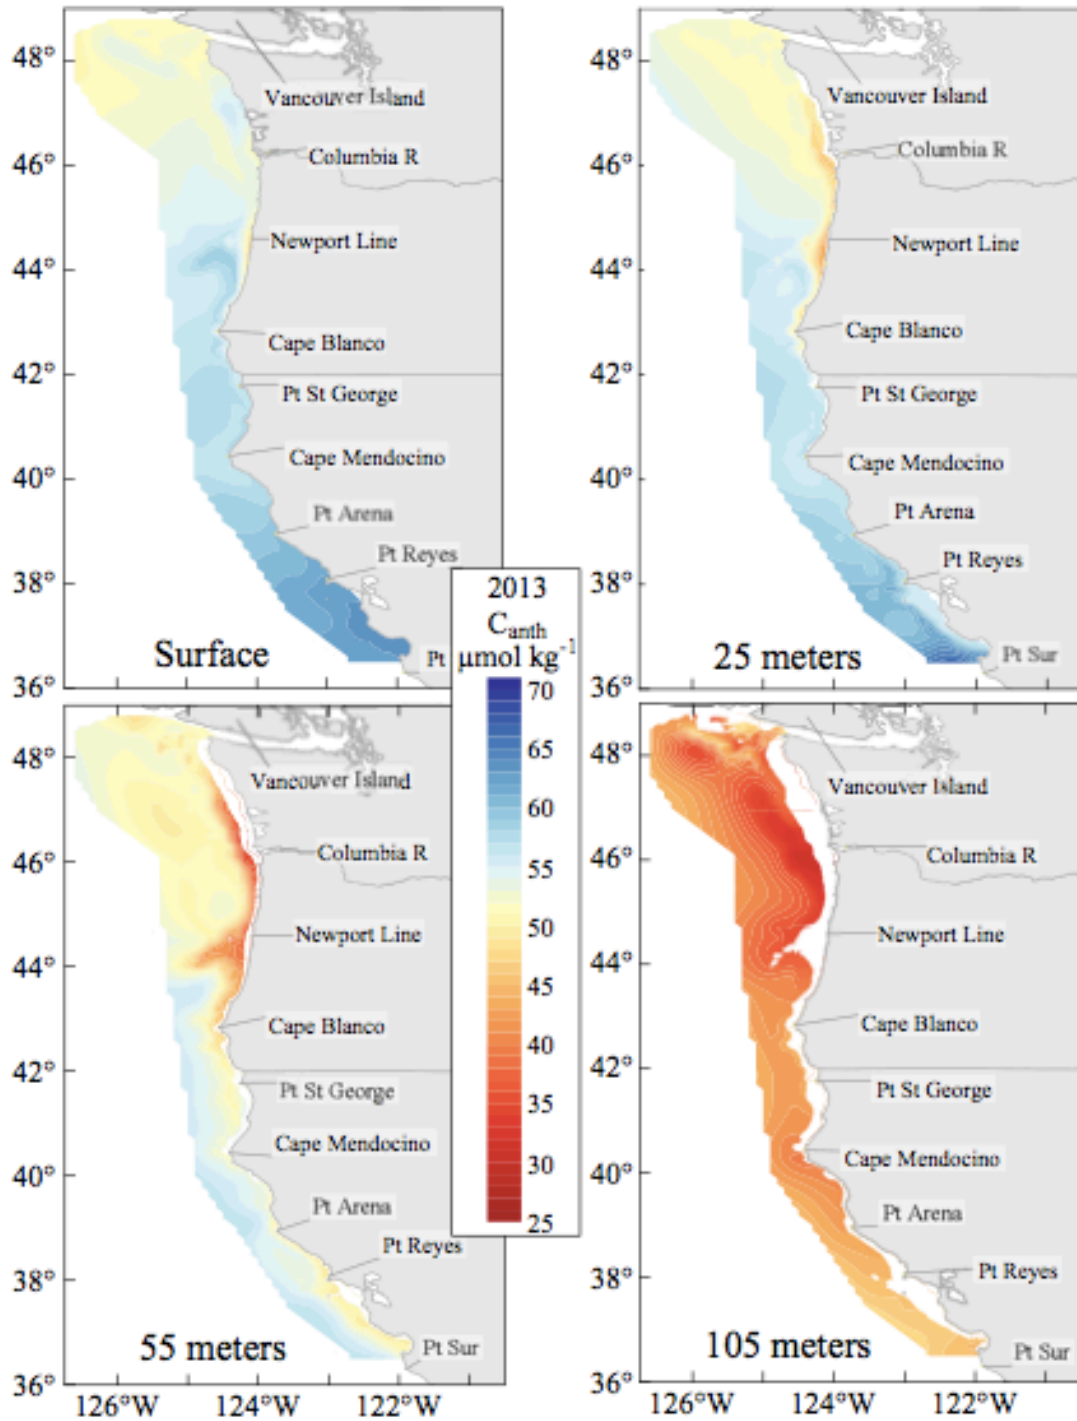 48°
46°
44°
42°
40°
38°
36°
Vancouver Island
Columbia R
Newport Line
Cape Blanco
Pt St George
Cape Mendocino
Pt Arena
Pt Reyes
Pt
Surface
48°
46°
44°
42°
40°
38°
36°
Vancouver Island
Columbia R
Newport Line
Cape Blanco
Pt St George
Cape Mendocino
Pt Arena
Pt Reyes
Pt Sur
25 meters
2013
Canth
µmol kg-1
70
65
60
55
50
45
40
35
30
25
48°
46°
44°
42°
40°
38°
36°
Vancouver Island
Columbia R
Newport Line
Cape Blanco
Pt St George
Cape Mendocino
Pt Arena
Pt Reyes
Pt Sur
55 meters
126°W 124°W 122°W
48°
46°
44°
42°
40°
38°
36°
Vancouver Island
Columbia R
Newport Line
Cape Blanco
Pt St George
Cape Mendocino
Pt Arena
Pt Reyes
Pt Sur
105 meters
126°W 124°W 122°W